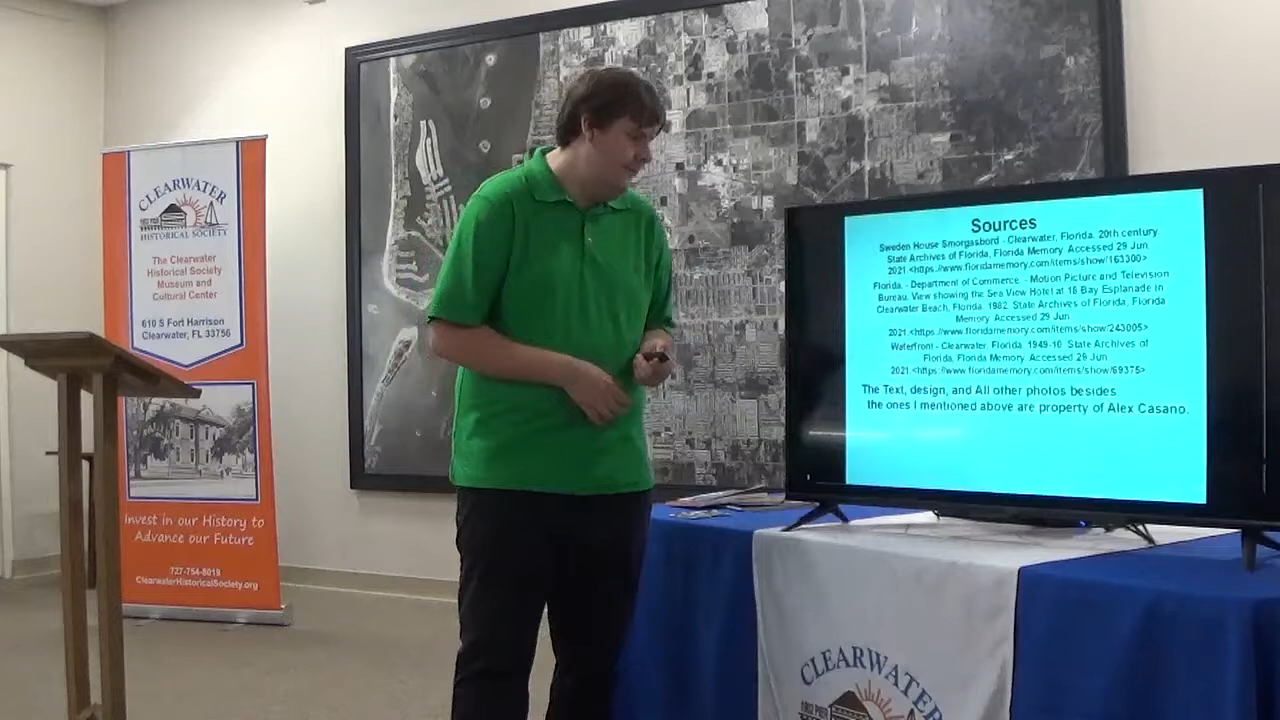 CLEARWATER
1902 PIER
HISTORICAL SOCIETY
The Clearwater
Historical Society
Museum and
Cultural Center
610 S Fort Harrison
Clearwater, FL 33756
Invest in our History to
Advance our Future
727-754-8019
ClearwaterHistoricalSociety.org
Sources
Sweden House Smorgasbord - Clearwater, Florida. 20th century.
State Archives of Florida, Florida Memory. Accessed 29 Jun.
2021.<https://www.floridamemory.com/items/show/163300>
Florida. - Department of Commerce. - Motion Picture and Television
Bureau. View showing the Sea View Hotel at 18 Bay Esplanade in
Clearwater Beach, Florida. 1982. State Archives of Florida, Florida
Memory. Accessed 29 Jun.
2021.<https://www.floridamemory.com/items/show/243005>
Waterfront - Clearwater, Florida. 1949-10. State Archives of
Florida, Florida Memory. Accessed 29 Jun.
2021.<https://www.floridamemory.com/items/show/69375>
The Text, design, and All other photos besides
the ones I mentioned above are property of Alex Casano.
CLEARWATER
1902 PIER